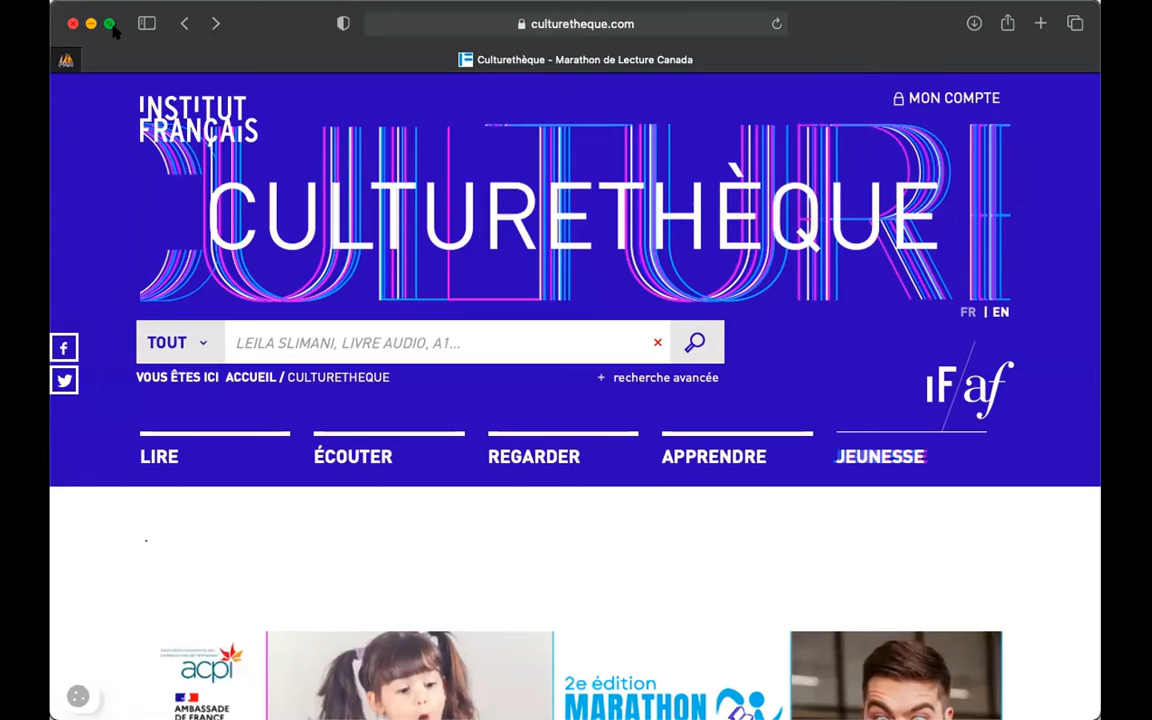 culturetheque.com
Culturethèque - Marathon de Lecture Canada
INSTITUT
FRANÇAIS
MON COMPTE
CULTURETHÈQUE
FR | EN
TOUT
LEILA SLIMANI, LIVRE AUDIO, A1...
VOUS ÊTES ICI ACCUEIL / CULTURETHEQUE
+ recherche avancée
IF/af
LIRE
ÉCOUTER
REGARDER
APPRENDRE
JEUNESSE
.
acpi
AMBASSADE
DE FRANCE
2e édition
MARATHON